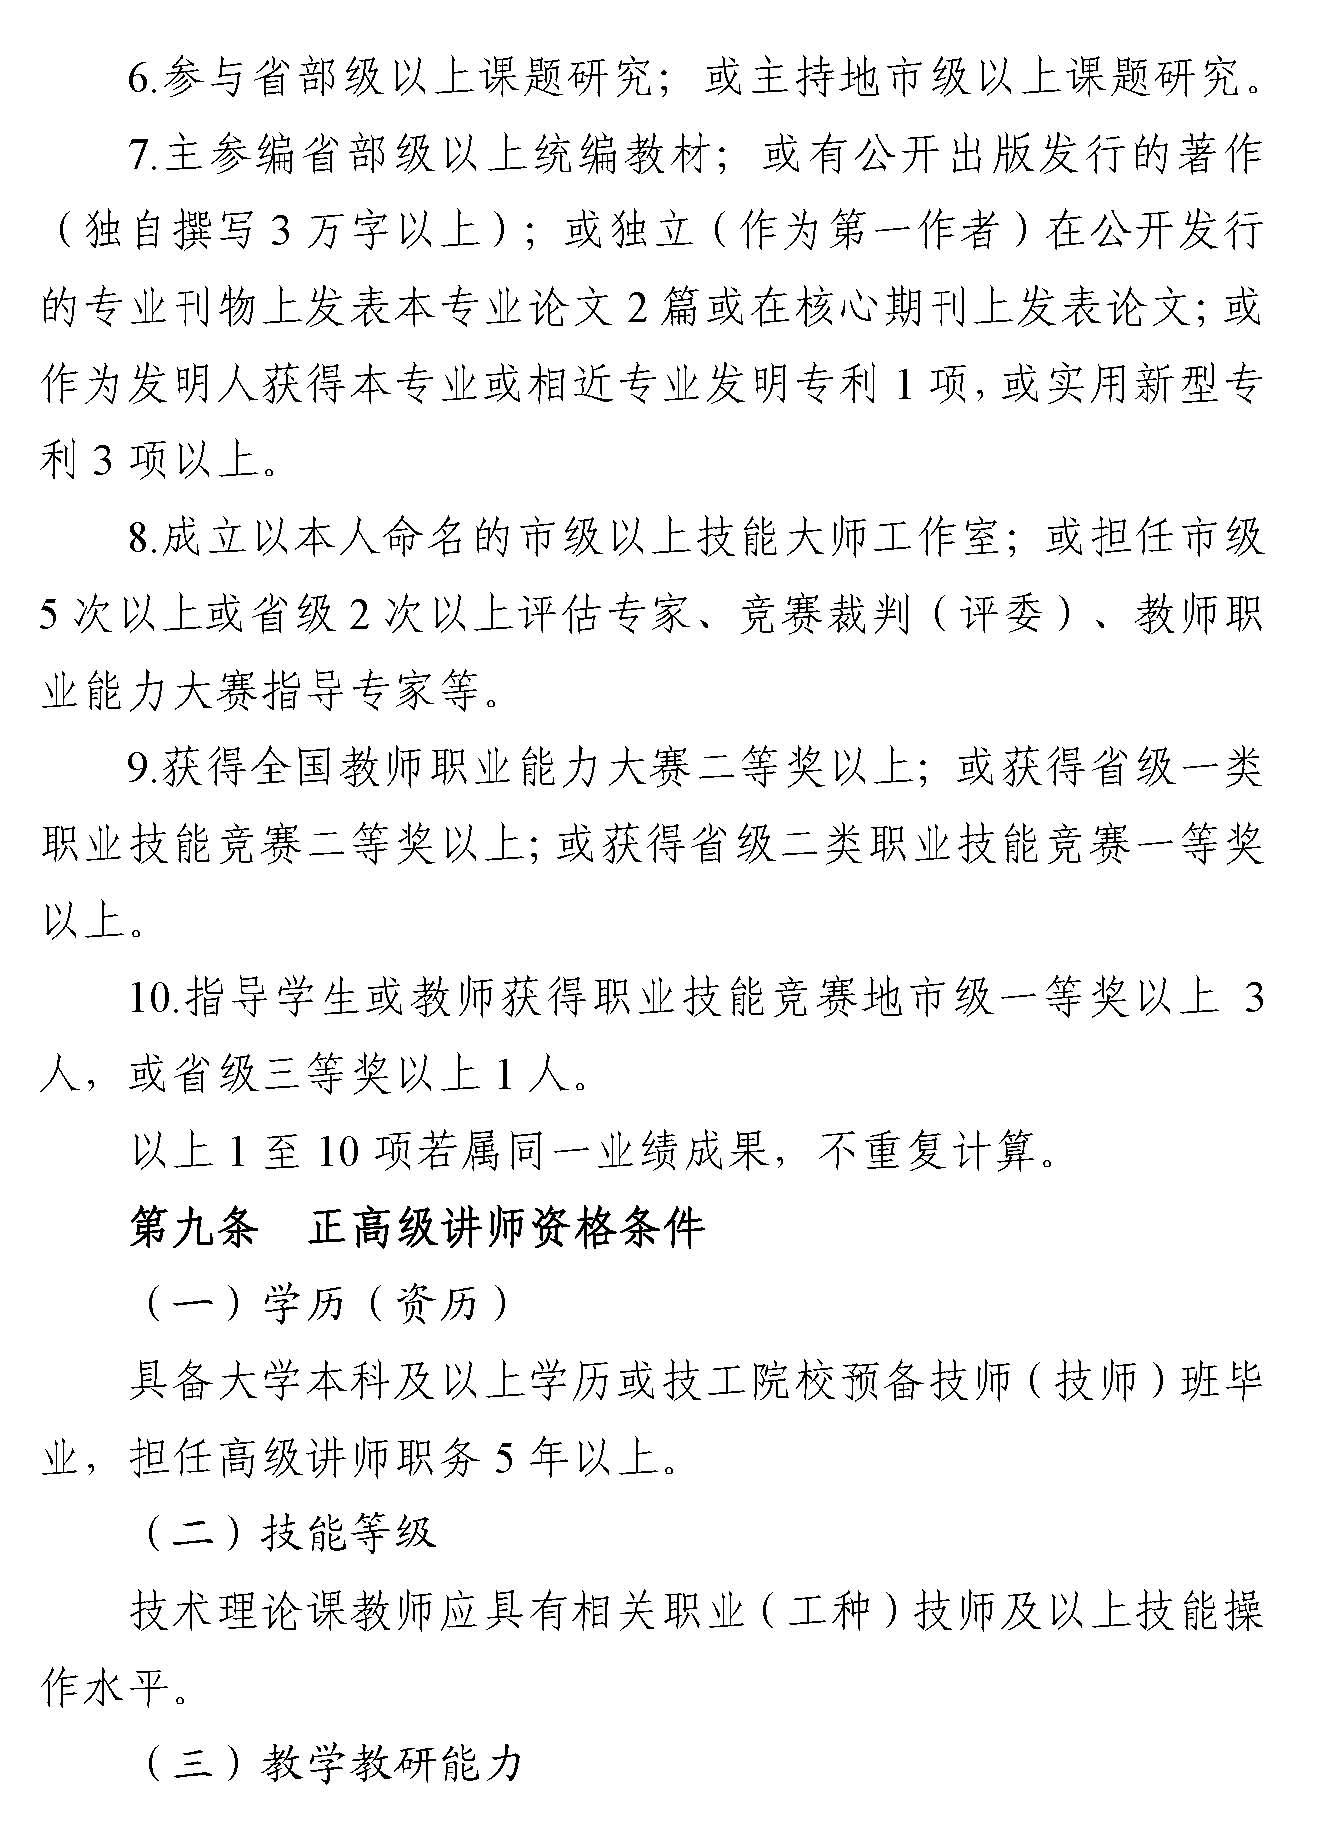 6.参与省部级以上课题研究；或主持地市级以上课题研究。
7.主参编省部级以上统编教材；或有公开出版发行的著作
（独自撰写 3 万字以上）；或独立（作为第一作者）在公开发行
的专业刊物上发表本专业论文 2 篇或在核心期刊上发表论文；或
作为发明人获得本专业或相近专业发明专利 1 项，或实用新型专
利 3 项以上。
8.成立以本人命名的市级以上技能大师工作室；或担任市级
5 次以上或省级 2 次以上评估专家、竞赛裁判（评委）、教师职
业能力大赛指导专家等。
9.获得全国教师职业能力大赛二等奖以上；或获得省级一类
职业技能竞赛二等奖以上；或获得省级二类职业技能竞赛一等奖
以上。
10.指导学生或教师获得职业技能竞赛地市级一等奖以上 3
人，或省级三等奖以上 1 人。
以上 1 至 10 项若属同一业绩成果，不重复计算。
第九条　正高级讲师资格条件
（一）学历（资历）
具备大学本科及以上学历或技工院校预备技师（技师）班毕
业，担任高级讲师职务 5 年以上。
（二）技能等级
技术理论课教师应具有相关职业（工种）技师及以上技能操
作水平。
（三）教学教研能力